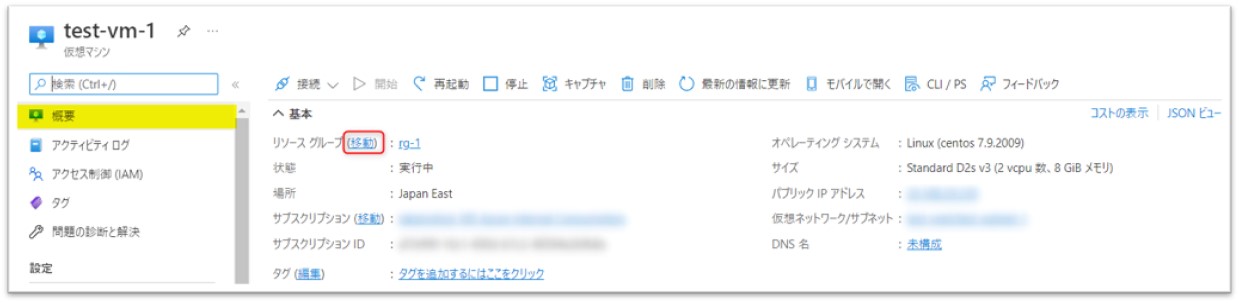 test-vm-1
仮想マシン
検索 (Ctrl+/)
«
概要
アクティビティ ログ
アクセス制御 (IAM)
タグ
問題の診断と解決
設定
接続 開始 再起動 停止 キャプチャ 削除 最新の情報に更新 モバイルで開く CLI / PS フィードバック
基本
コストの表示 JSON ビュー
リソース グループ (移動) : rg-1
状態 : 実行中
場所 : Japan East
サブスクリプション (移動) :
サブスクリプション ID :
タグ (編集) : タグを追加するにはここをクリック
オペレーティング システム : Linux (centos 7.9.2009)
サイズ : Standard D2s v3 (2 vcpu 数、8 GiB メモリ)
パブリック IP アドレス :
仮想ネットワーク/サブネット :
DNS 名 : 未構成